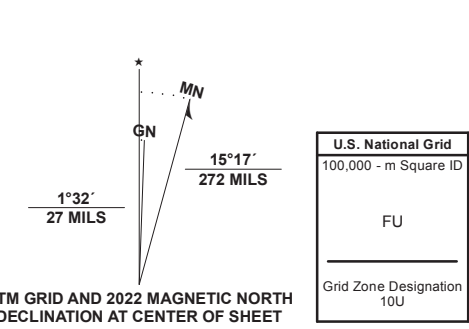 MN
GN
15°17´
272 MILS
1°32´
27 MILS
TM GRID AND 2022 MAGNETIC NORTH
DECLINATION AT CENTER OF SHEET
U.S. National Grid
100,000 - m Square ID
FU
Grid Zone Designation
10U